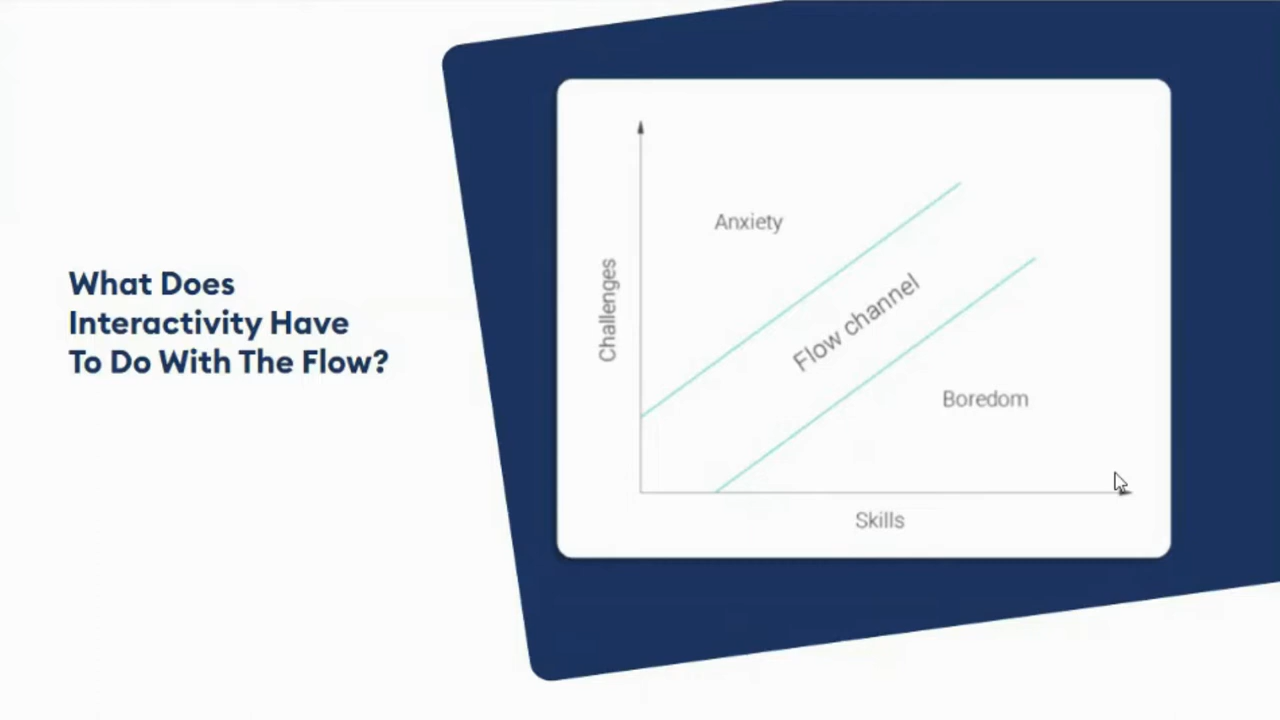 What Does
Interactivity Have
To Do With The Flow?
Anxiety
Challenges
Flow channel
Boredom
Skills